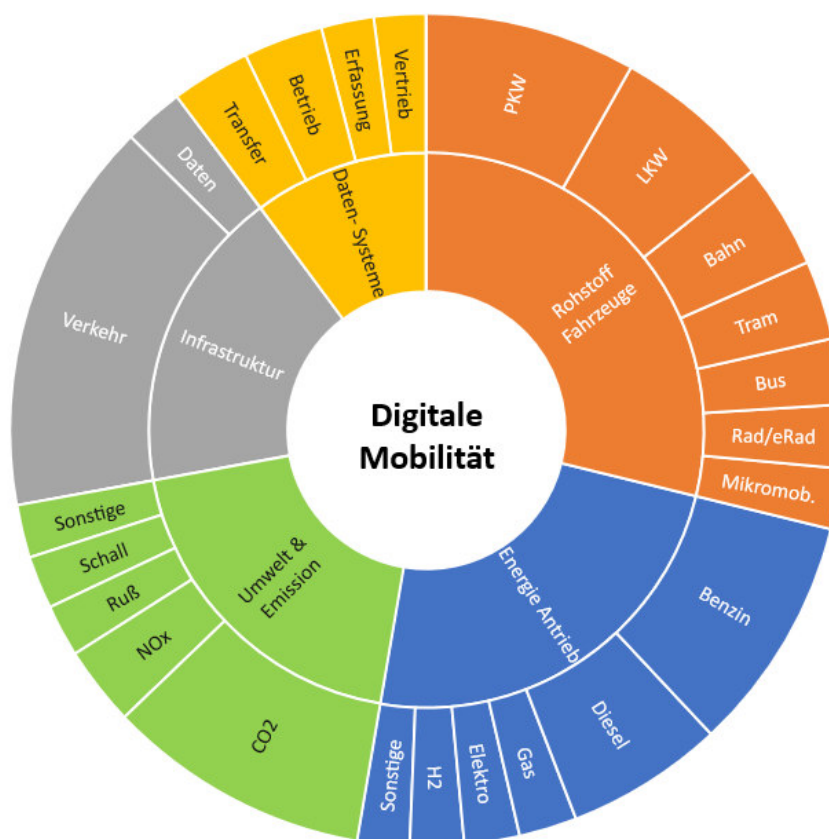 Digitale
Mobilität
Rohstoff
Fahrzeuge
PKW
LKW
Bahn
Tram
Bus
Rad/eRad
Mikromob.
Energie Antrieb
Benzin
Diesel
Gas
Elektro
H2
Sonstige
Umwelt &
Emission
CO2
NOx
Ruß
Schall
Sonstige
Infrastruktur
Verkehr
Daten
Daten- Systeme
Transfer
Betrieb
Erfassung
Vertrieb